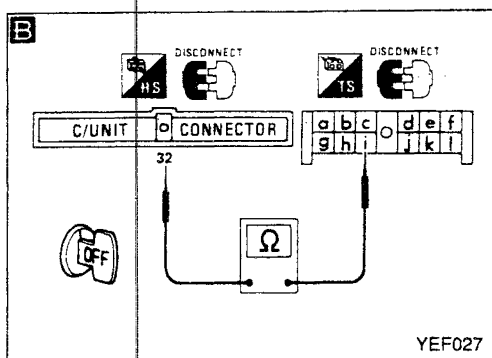 B
DISCONNECT DISCONNECT
HS TS
C/UNIT CONNECTOR
a b c d e f
g h i j k l
32
Ω
OFF
YEF027